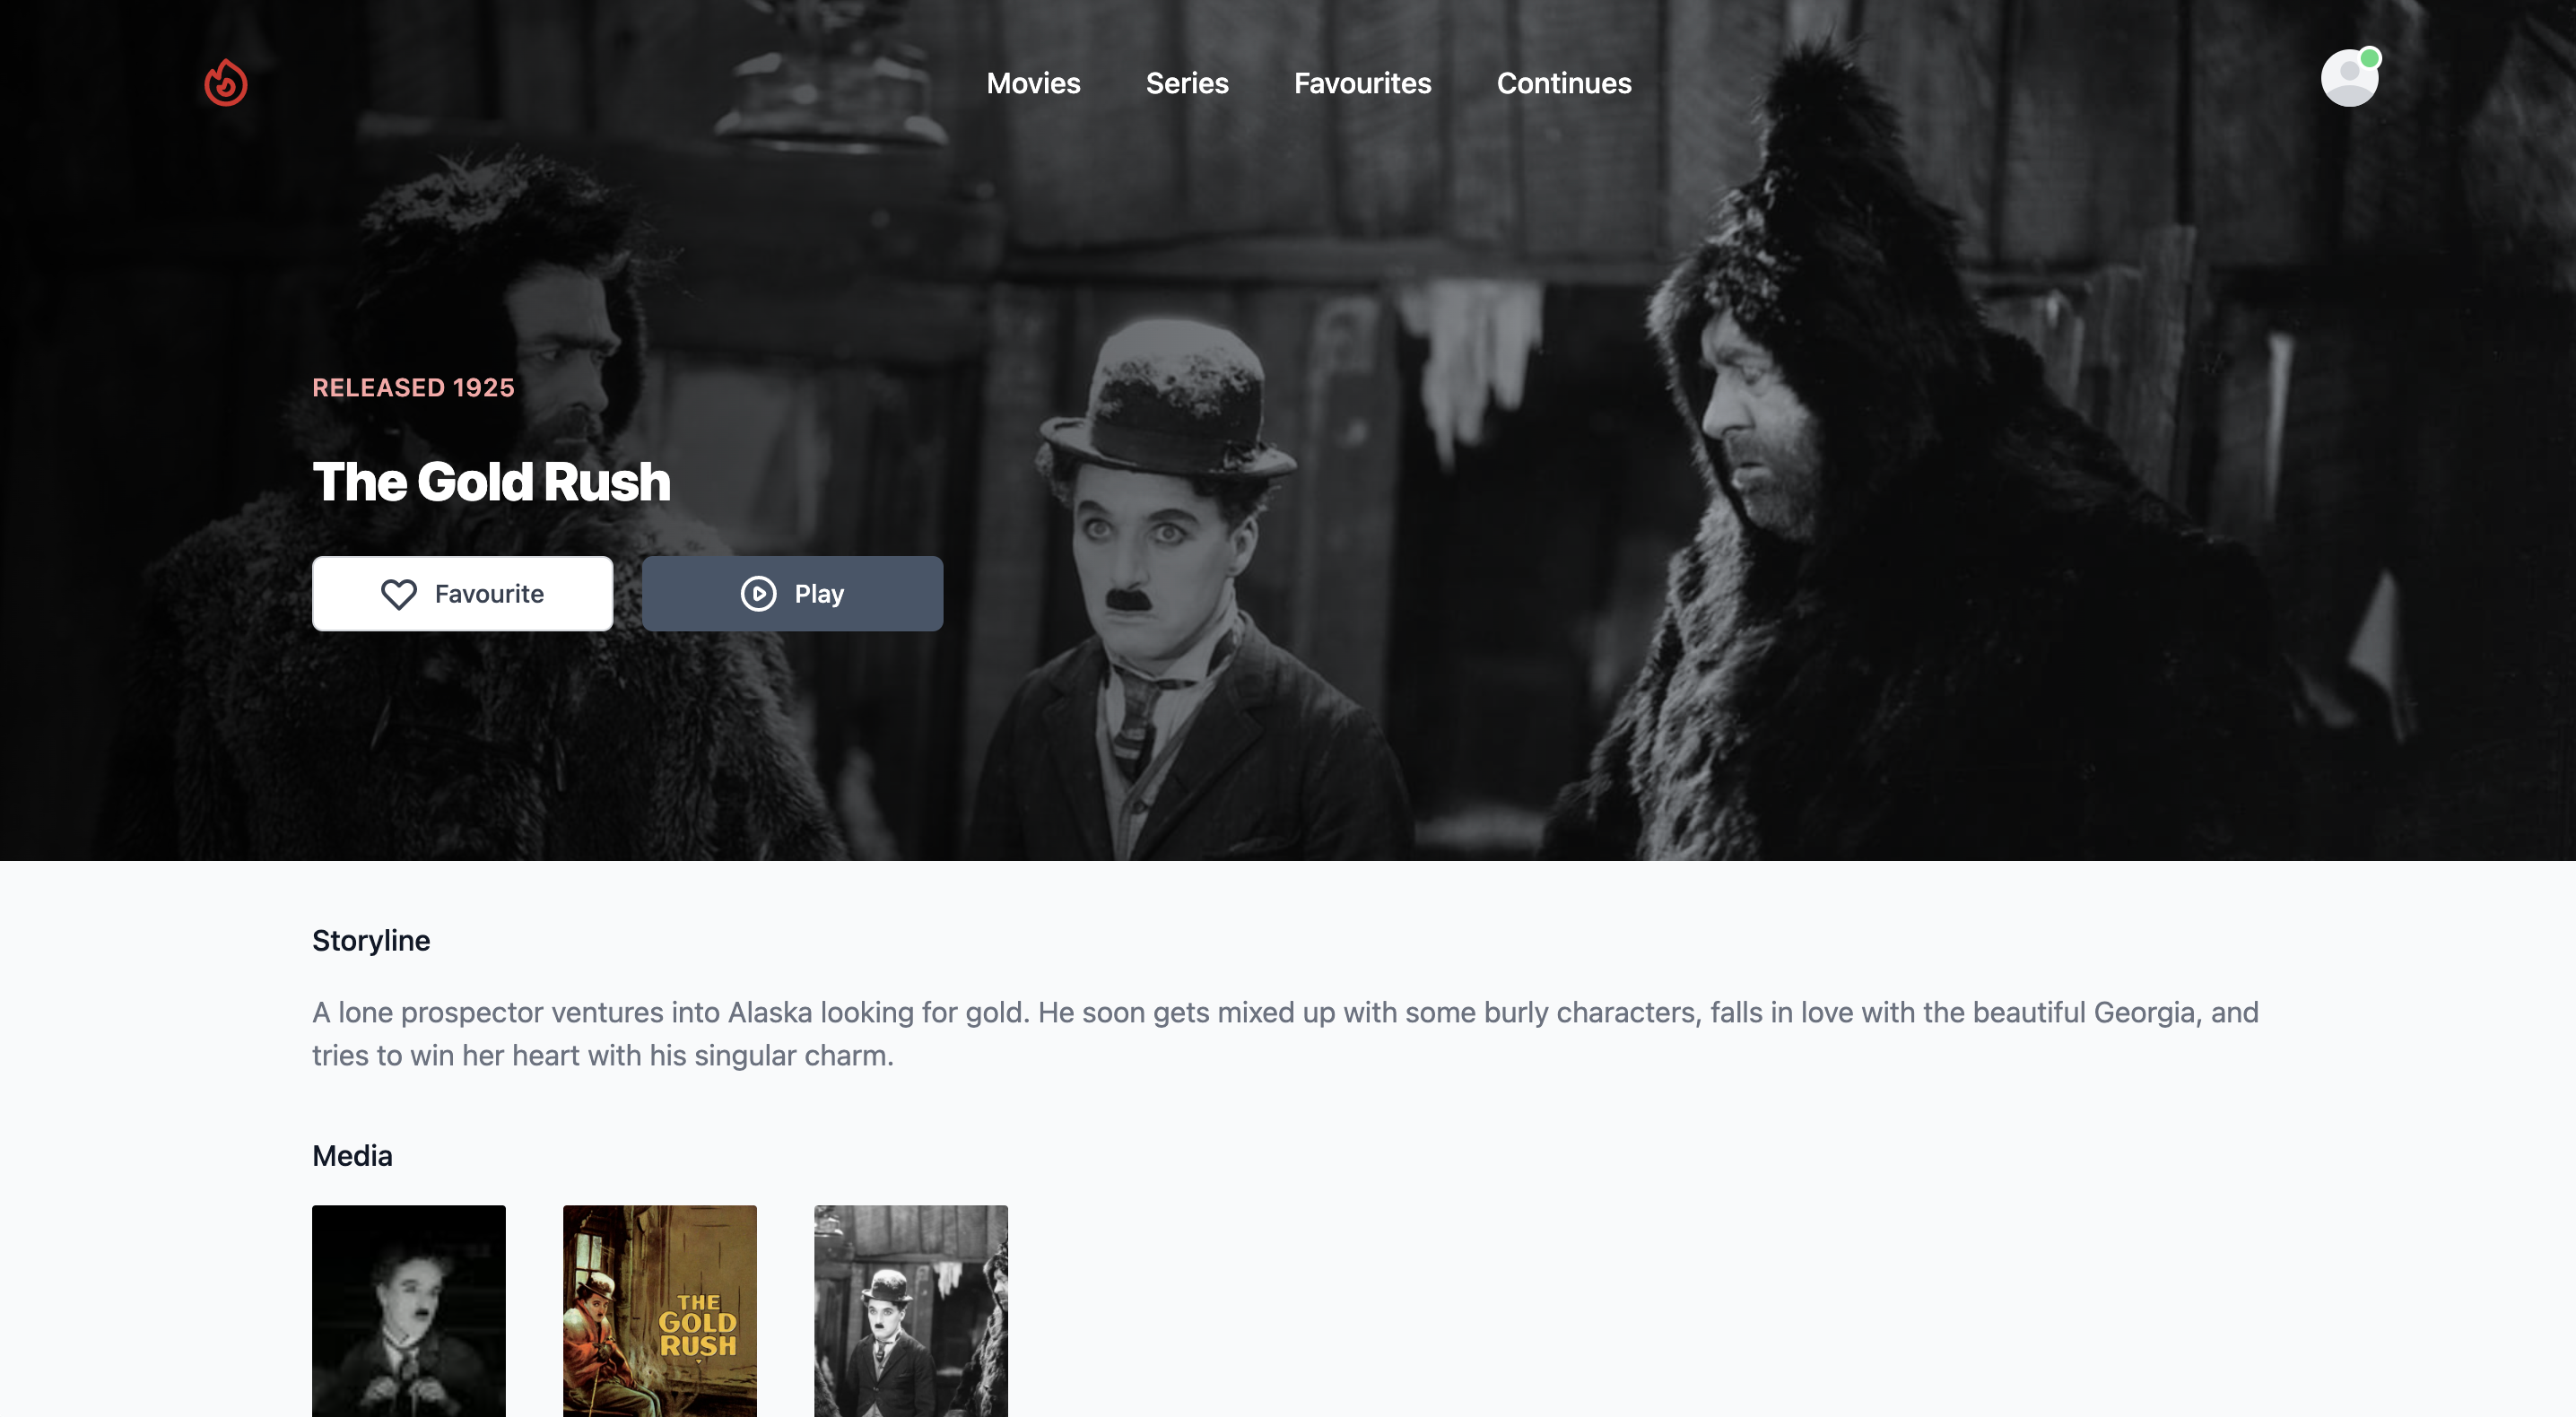 Movies Series Favourites Continues
RELEASED 1925
The Gold Rush
Favourite Play
Storyline
A lone prospector ventures into Alaska looking for gold. He soon gets mixed up with some burly characters, falls in love with the beautiful Georgia, and
tries to win her heart with his singular charm.
Media
THE
GOLD
RUSH